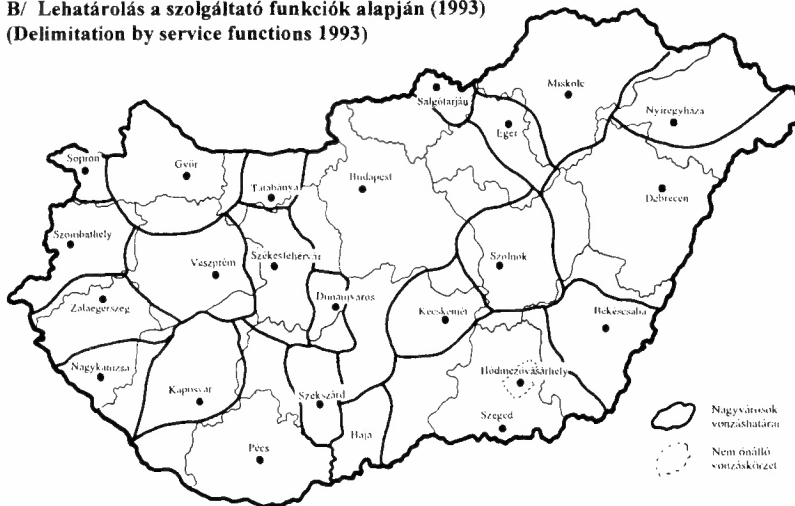 B/ Lehatárolás a szolgáltató funkciók alapján (1993)
(Delimitation by service functions 1993)
Miskolc
Salgótarján
Nyíregyháza
Eger
Sopron
Győr
Tatabánya
Budapest
Debrecen
Szombathely
Veszprém
Székesfehérvár
Szolnok
Zalaegerszeg
Dunaújváros
Kecskemét
Békéscsaba
Nagykanizsa
Kaposvár
Szekszárd
Hódmezővásárhely
Szeged
Baja
Pécs
Nagyvárosok
vonzáshatárai
Nem önálló
vonzáskörzet